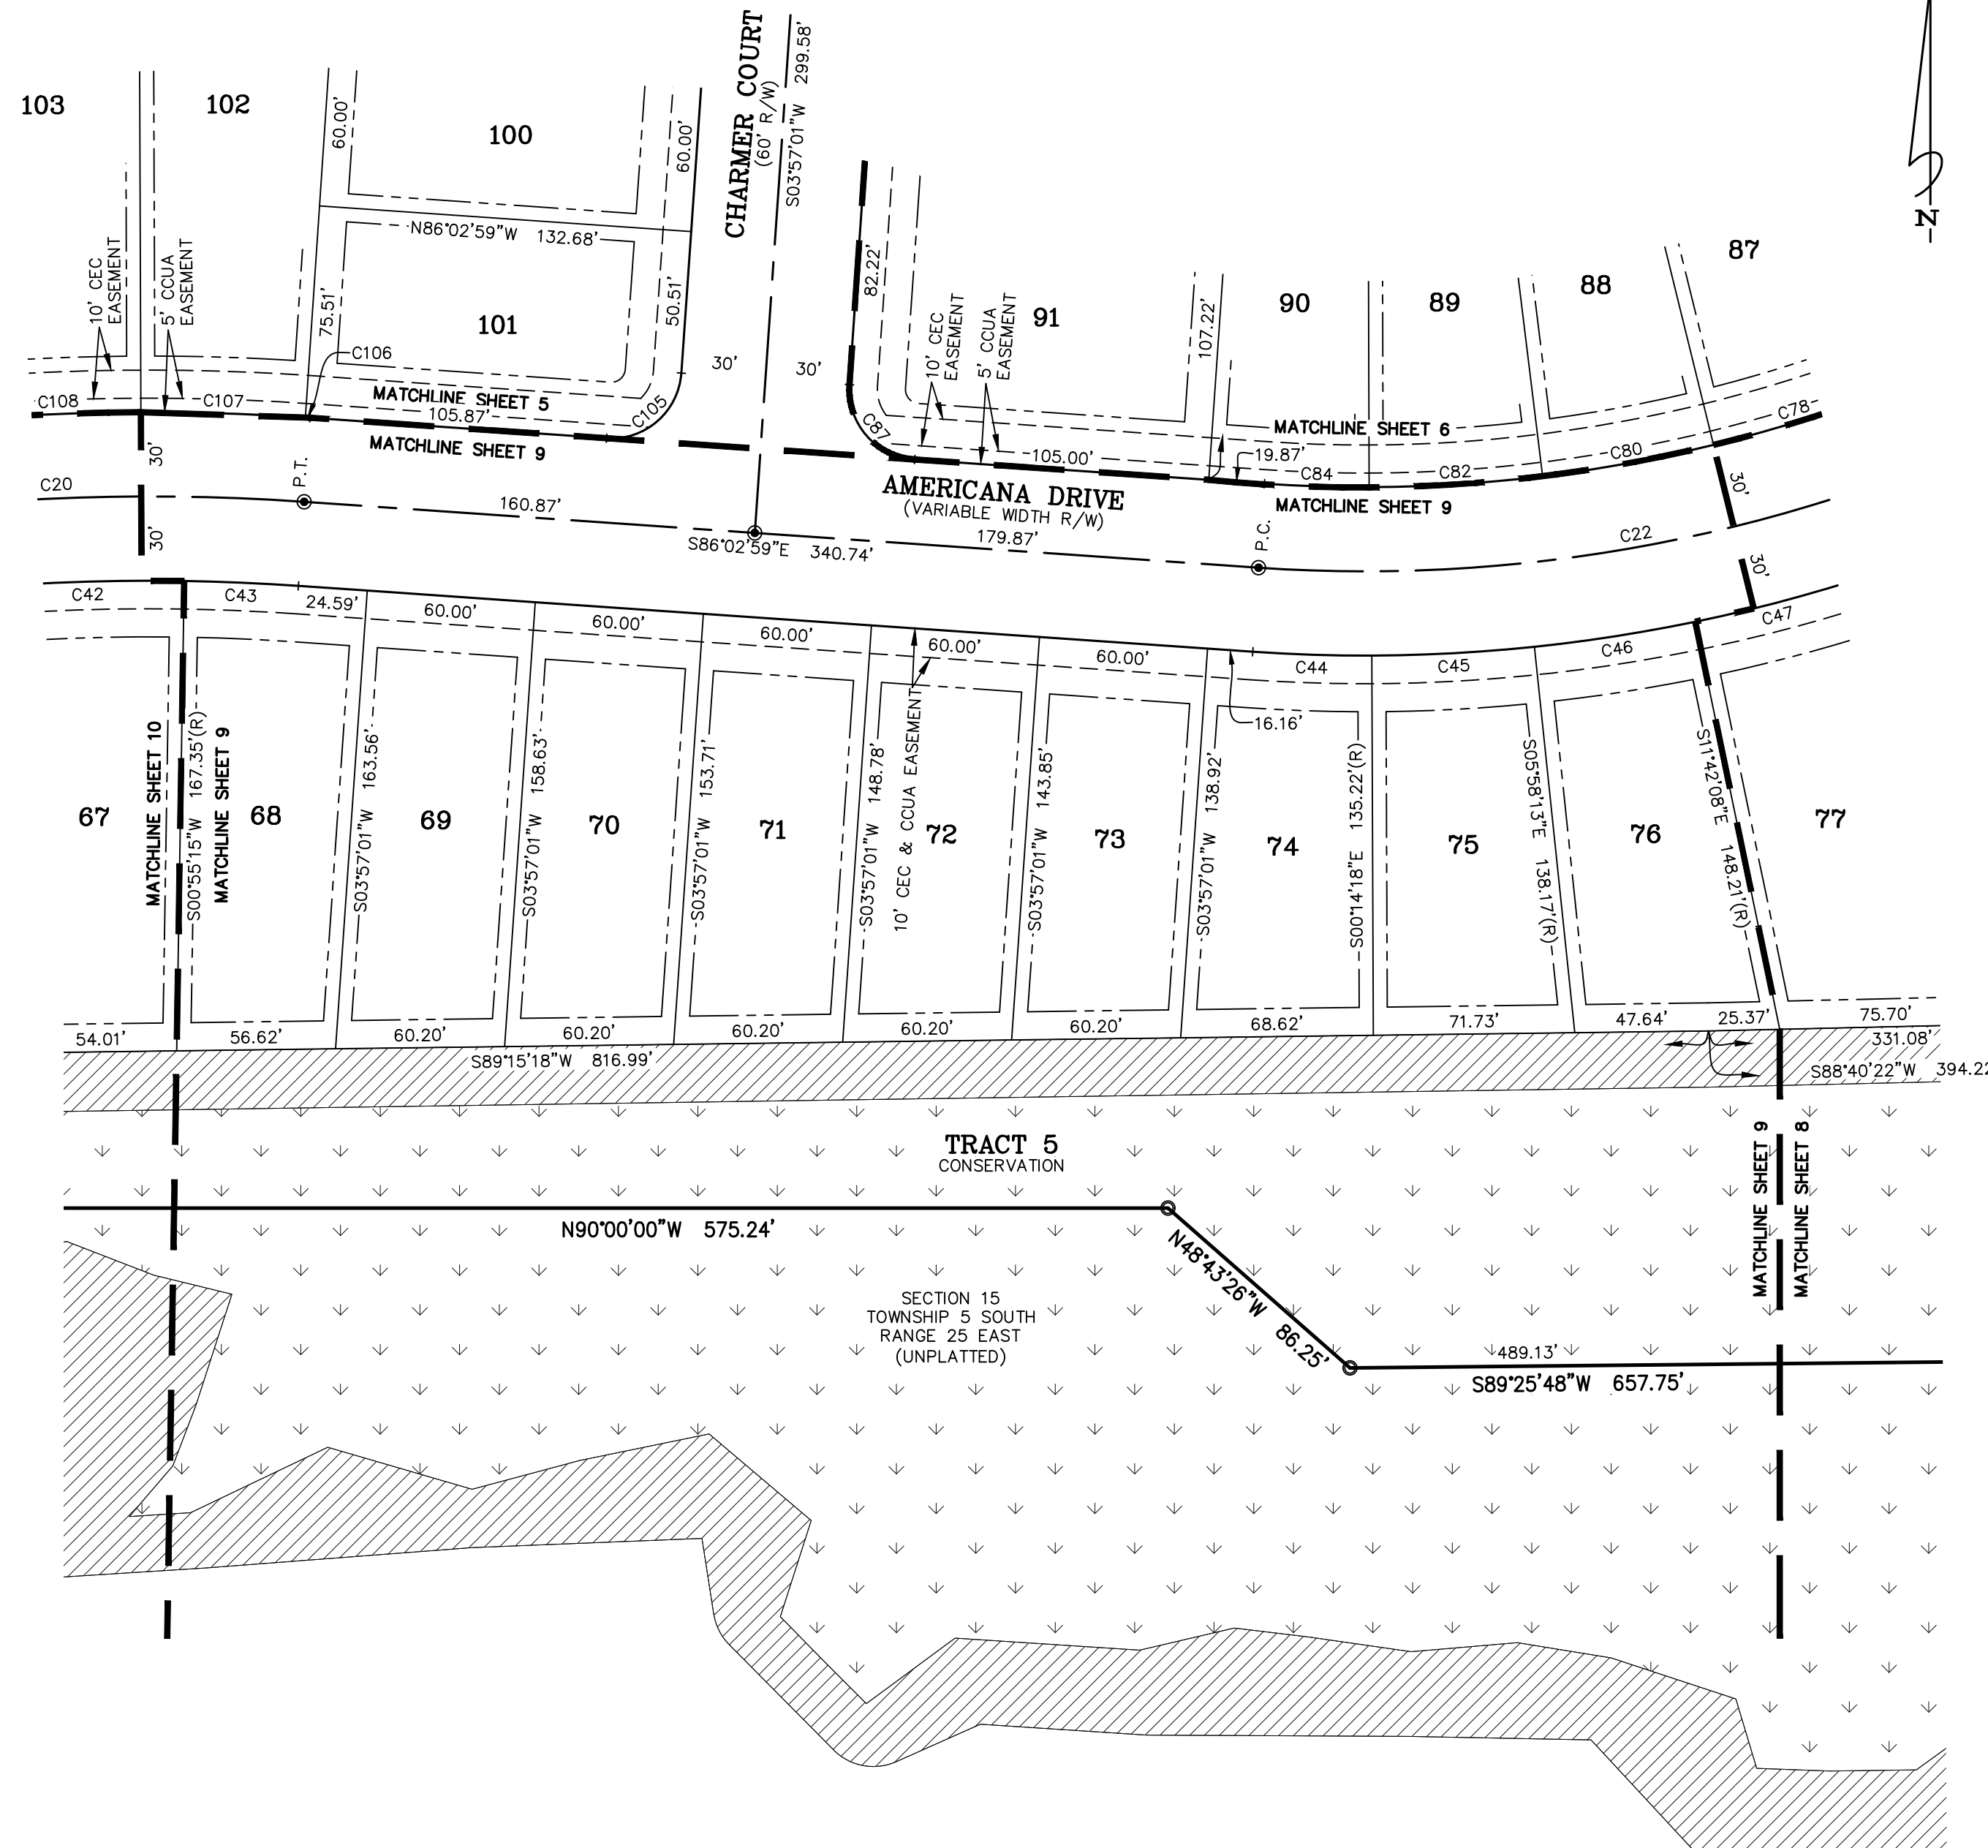 CHARMER COURT
(60' R/W)
S03°57'01"W 299.58'
103
102
100
60.00'
60.00'
N86°02'59"W 132.68'
10' CEC
EASEMENT
5' CCUA
EASEMENT
75.51'
101
50.51'
C106
C108
C107
MATCHLINE SHEET 5
105.87'
C105
MATCHLINE SHEET 9
30'
30'
82.22'
C87
10' CEC
EASEMENT
5' CCUA
EASEMENT
91
107.22'
90
89
88
87
N
MATCHLINE SHEET 6
105.00'
19.87'
C84
C82
C80
C78
MATCHLINE SHEET 9
AMERICANA DRIVE
(VARIABLE WIDTH R/W)
30'
30'
C20
P.T.
160.87'
S86°02'59"E 340.74'
179.87'
P.C.
C22
30'
30'
C42
C43
24.59'
60.00'
60.00'
60.00'
60.00'
60.00'
16.16'
C44
C45
C46
C47
MATCHLINE SHEET 10
S00°55'15"W 167.35'(R)
MATCHLINE SHEET 9
S03°57'01"W 163.56'
S03°57'01"W 158.63'
S03°57'01"W 153.71'
S03°57'01"W 148.78'
10' CEC & CCUA EASEMENT
S03°57'01"W 143.85'
S03°57'01"W 138.92'
S00°14'18"E 135.22'(R)
S05°58'13"E 138.17'(R)
S11°42'08"E 148.21'(R)
67
68
69
70
71
72
73
74
75
76
77
54.01'
56.62'
60.20'
60.20'
60.20'
60.20'
60.20'
68.62'
71.73'
47.64'
25.37'
75.70'
S89°15'18"W 816.99'
331.08'
S88°40'22"W 394.22
TRACT 5
CONSERVATION
MATCHLINE SHEET 9
MATCHLINE SHEET 8
N90°00'00"W 575.24'
N48°43'26"W 86.25'
SECTION 15
TOWNSHIP 5 SOUTH
RANGE 25 EAST
(UNPLATTED)
489.13'
S89°25'48"W 657.75'